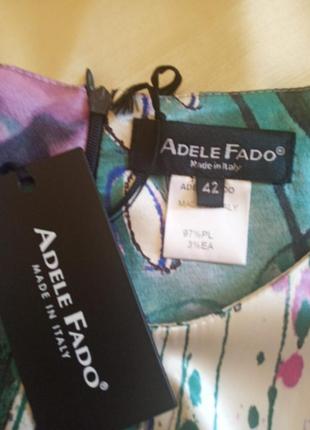 ADELE FADO®
Made in Italy
42
97%PL
3%EA
ADELE FADO®
MADE IN ITALY